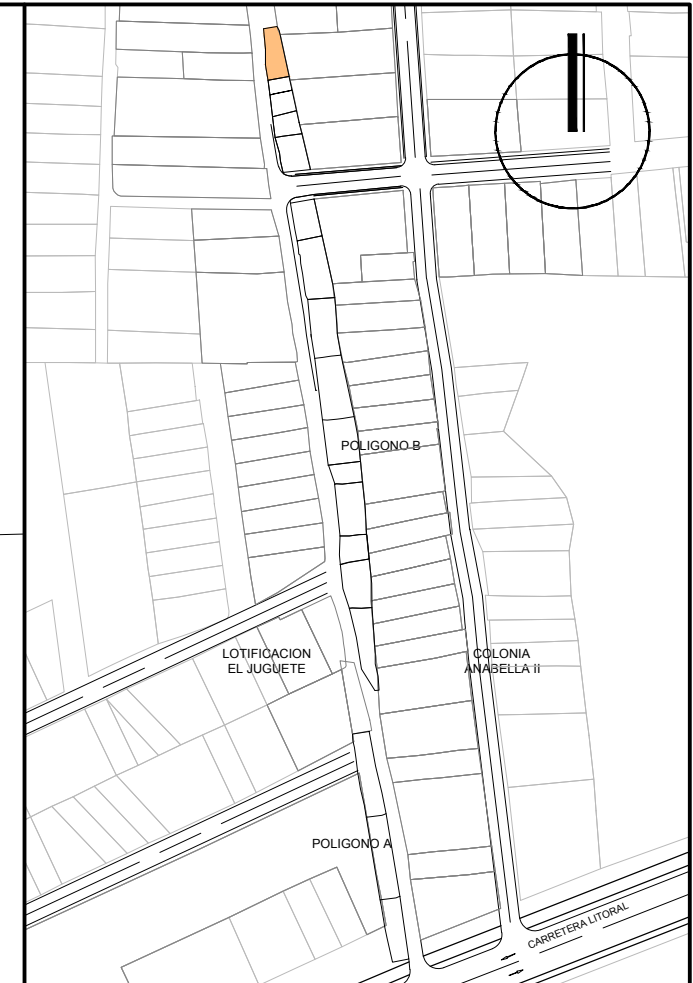 POLIGONO B
LOTIFICACION
EL JUGUETE
COLONIA
ANABELLA II
POLIGONO A
CARRETERA LITORAL